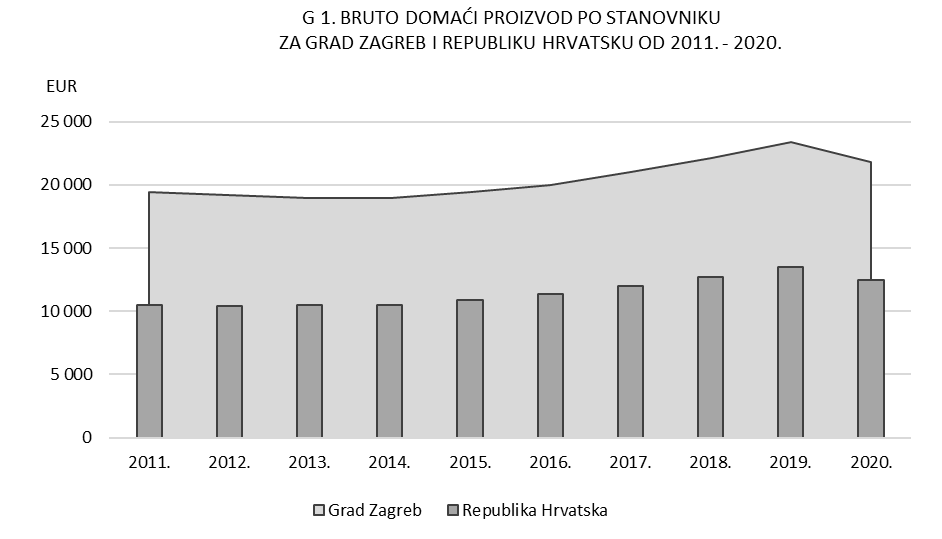 G 1. BRUTO DOMAĆI PROIZVOD PO STANOVNIKU
ZA GRAD ZAGREB I REPUBLIKU HRVATSKU OD 2011. - 2020.
EUR
25 000
20 000
15 000
10 000
5 000
0
2011. 2012. 2013. 2014. 2015. 2016. 2017. 2018. 2019. 2020.
Grad Zagreb Republika Hrvatska